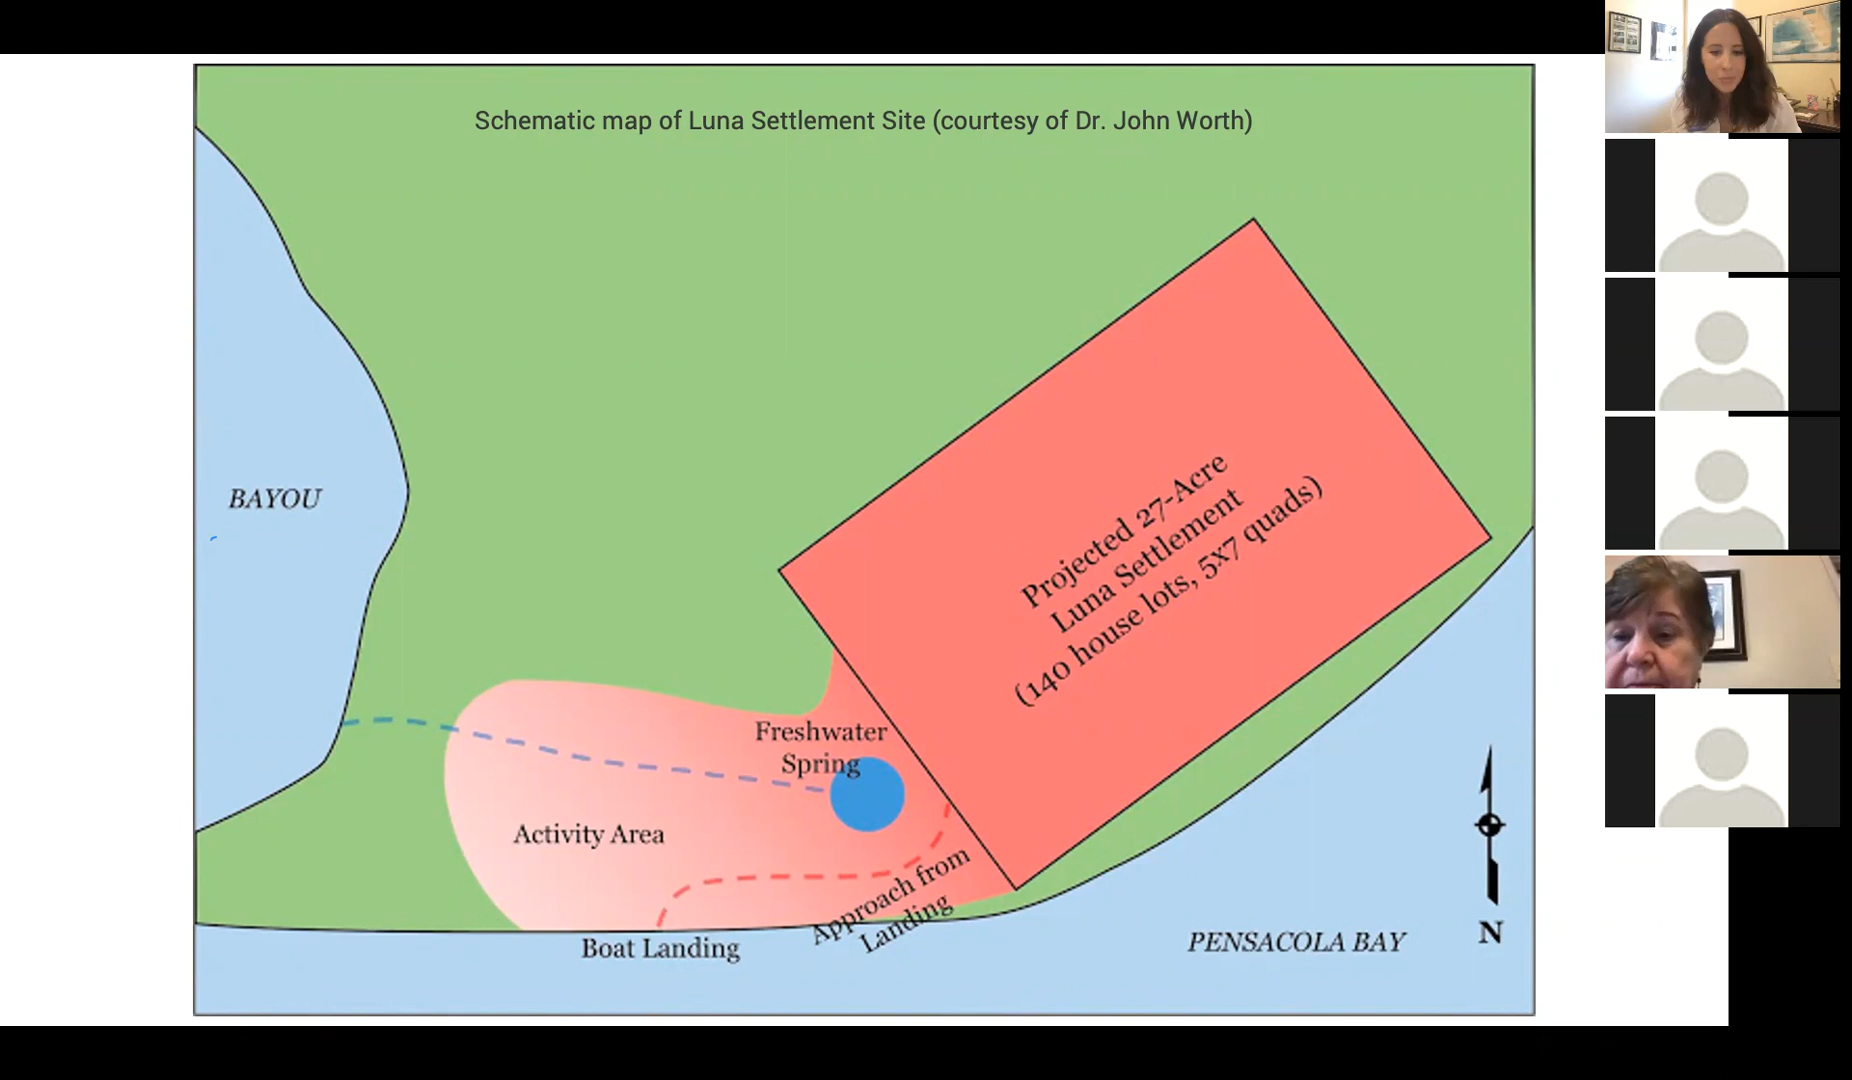 Schematic map of Luna Settlement Site (courtesy of Dr. John Worth)
BAYOU
Projected 27-Acre
Luna Settlement
(140 house lots, 5x7 quads)
Freshwater
Spring
Activity Area
Approach from
Landing
Boat Landing
PENSACOLA BAY
N